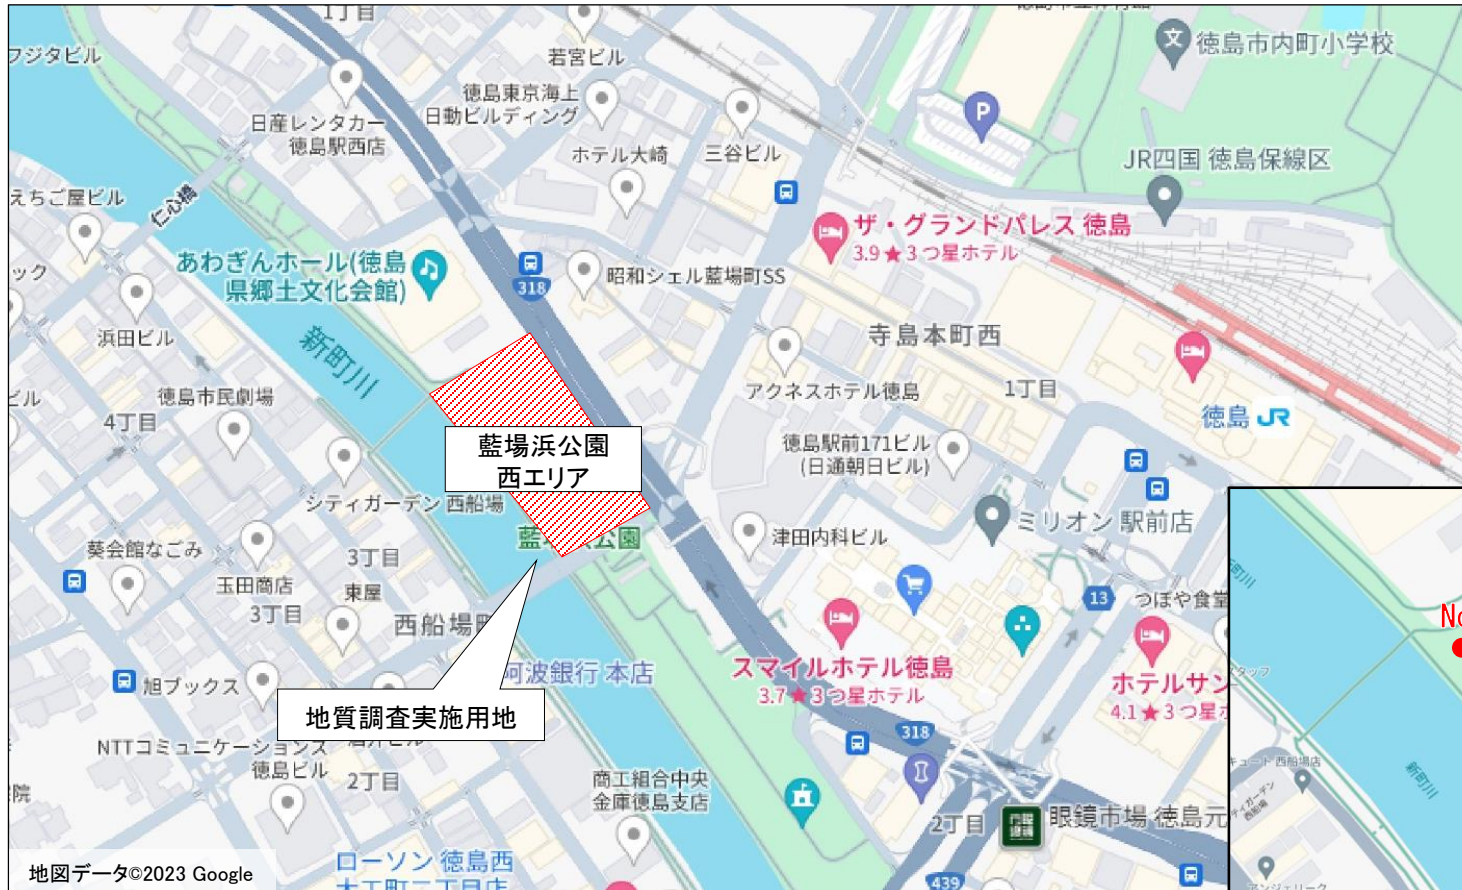 1丁目
フジタビル
若宮ビル
徳島市内町小学校
徳島東京海上
日動ビルディング
日産レンタカー
徳島駅西店
ホテル大崎
三谷ビル
P
JR四国 徳島保線区
えちご屋ビル
仁心橋
ザ・グランドパレス 徳島
3.9★3つ星ホテル
あわぎんホール(徳島
県郷土文化会館)
昭和シェル藍場町SS
318
浜田ビル
新町川
寺島本町西
1丁目
アクネスホテル徳島
徳島市民劇場
4丁目
徳島 JR
藍場浜公園
西エリア
徳島駅前171ビル
(日通朝日ビル)
シティガーデン 西船場
ミリオン 駅前店
津田内科ビル
葵会館なごみ
3丁目
玉田商店
東屋
3丁目
西船場町
13
つぼや食堂
旭ブックス
阿波銀行 本店
スマイルホテル徳島
3.7★3つ星ホテル
ホテルサン
4.1★3つ星
地質調査実施用地
318
NTTコミュニケーションズ
徳島ビル
2丁目
商工組合中央
金庫徳島支店
2丁目
眼鏡市場 徳島元
ローソン 徳島西
439
地図データ©2023 Google
No
新町川